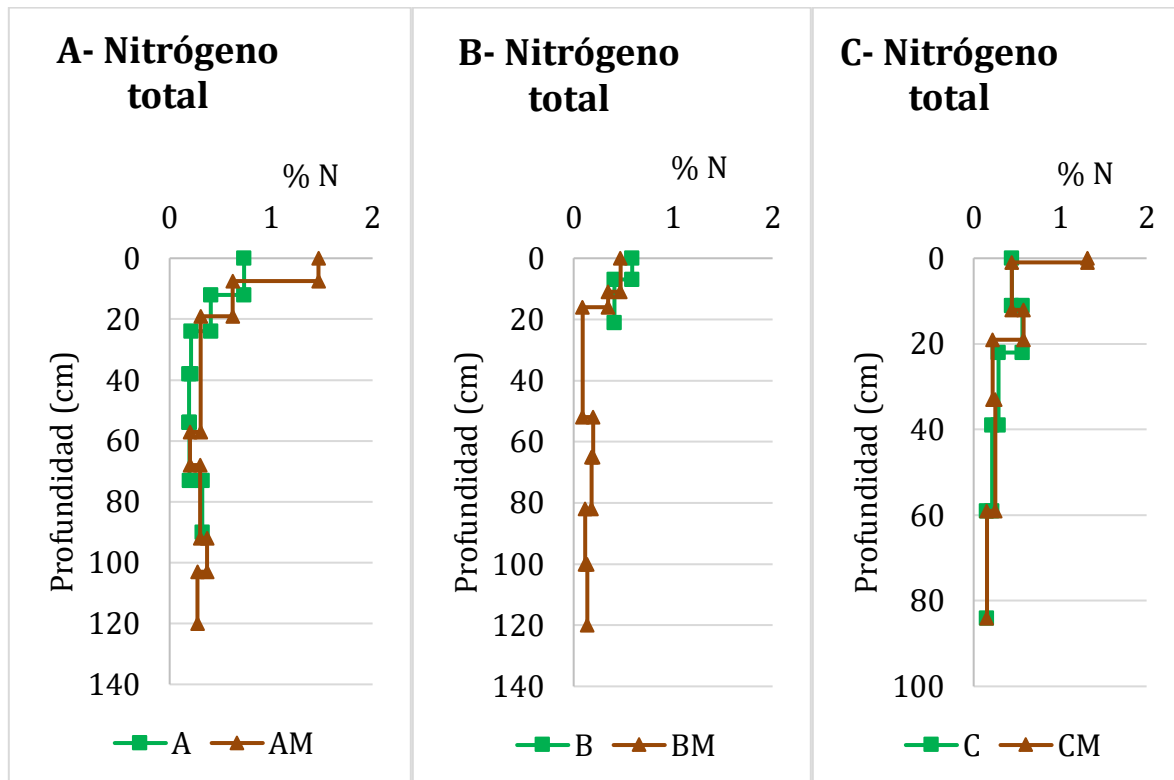 A- Nitrógeno
total
% N
0 1 2
0
20
40
60
80
100
120
140
Profundidad (cm)
A AM
B- Nitrógeno
total
% N
0 1 2
0
20
40
60
80
100
120
140
Profundidad (cm)
B BM
C- Nitrógeno
total
% N
0 1 2
0
20
40
60
80
100
Profundidad (cm)
C CM